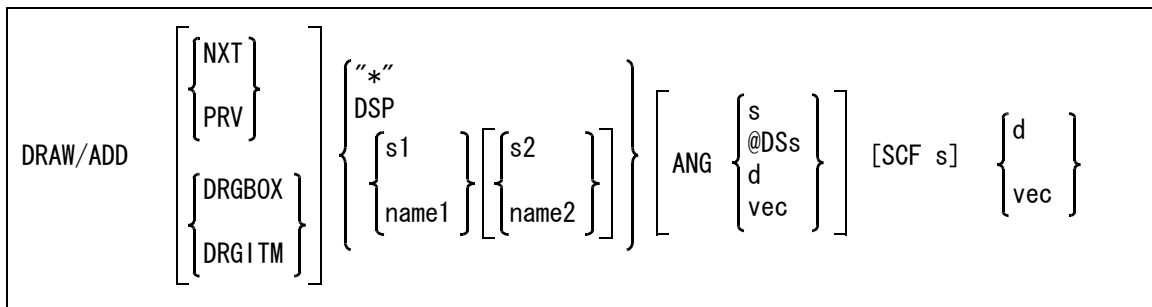 NXT
PRV
DRAW/ADD
DRGBOX
DRGITM
"*"
DSP
s1
name1
s2
name2
ANG
s
@DSs
d
vec
[SCF s]
d
vec